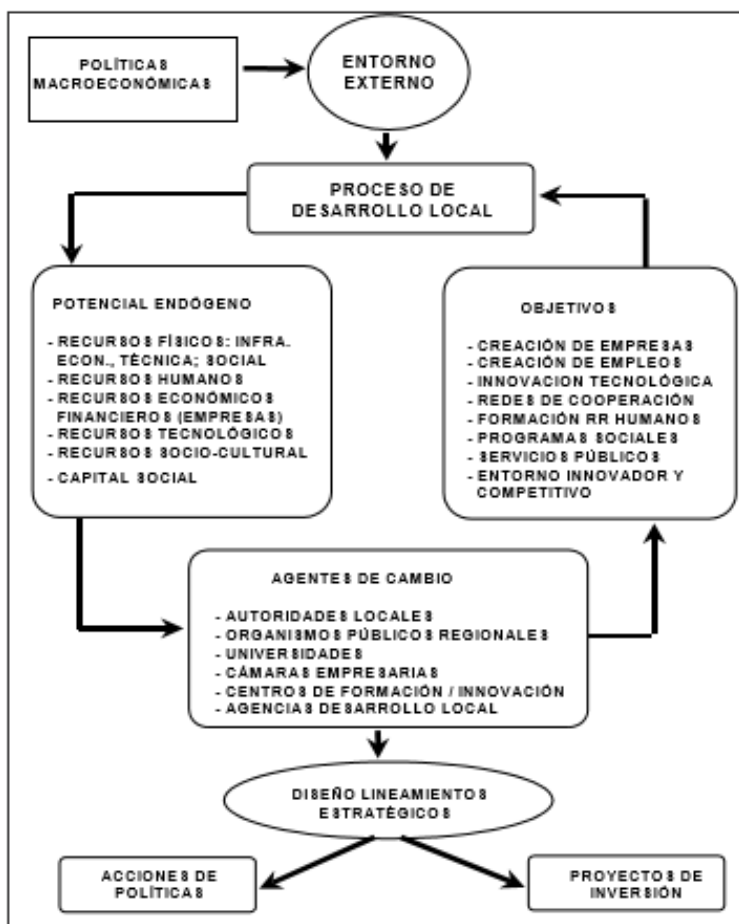 POLÍTICAS
MACROECONÓMICAS
ENTORNO
EXTERNO
PROCESO DE
DESARROLLO LOCAL
POTENCIAL ENDÓGENO
- RECURSOS FÍSICOS: INFRA.
ECON., TÉCNICA; SOCIAL
- RECURSOS HUMANOS
- RECURSOS ECONÓMICOS
FINANCIEROS (EMPRESAS)
- RECURSOS TECNOLÓGICOS
- RECURSOS SOCIO-CULTURAL
- CAPITAL SOCIAL
OBJETIVOS
- CREACIÓN DE EMPRESAS
- CREACIÓN DE EMPLEOS
- INNOVACION TECNOLÓGICA
- REDES DE COOPERACIÓN
- FORMACIÓN RR HUMANOS
- PROGRAMAS SOCIALES
- SERVICIOS PÚBLICOS
- ENTORNO INNOVADOR Y
COMPETITIVO
AGENTES DE CAMBIO
- AUTORIDADES LOCALES
- ORGANISMOS PÚBLICOS REGIONALES
- UNIVERSIDADES
- CÁMARAS EMPRESARIAS
- CENTROS DE FORMACIÓN / INNOVACIÓN
- AGENCIAS DESARROLLO LOCAL
DISEÑO LINEAMIENTOS
ESTRATÉGICOS
ACCIONES DE
POLÍTICAS
PROYECTOS DE
INVERSIÓN